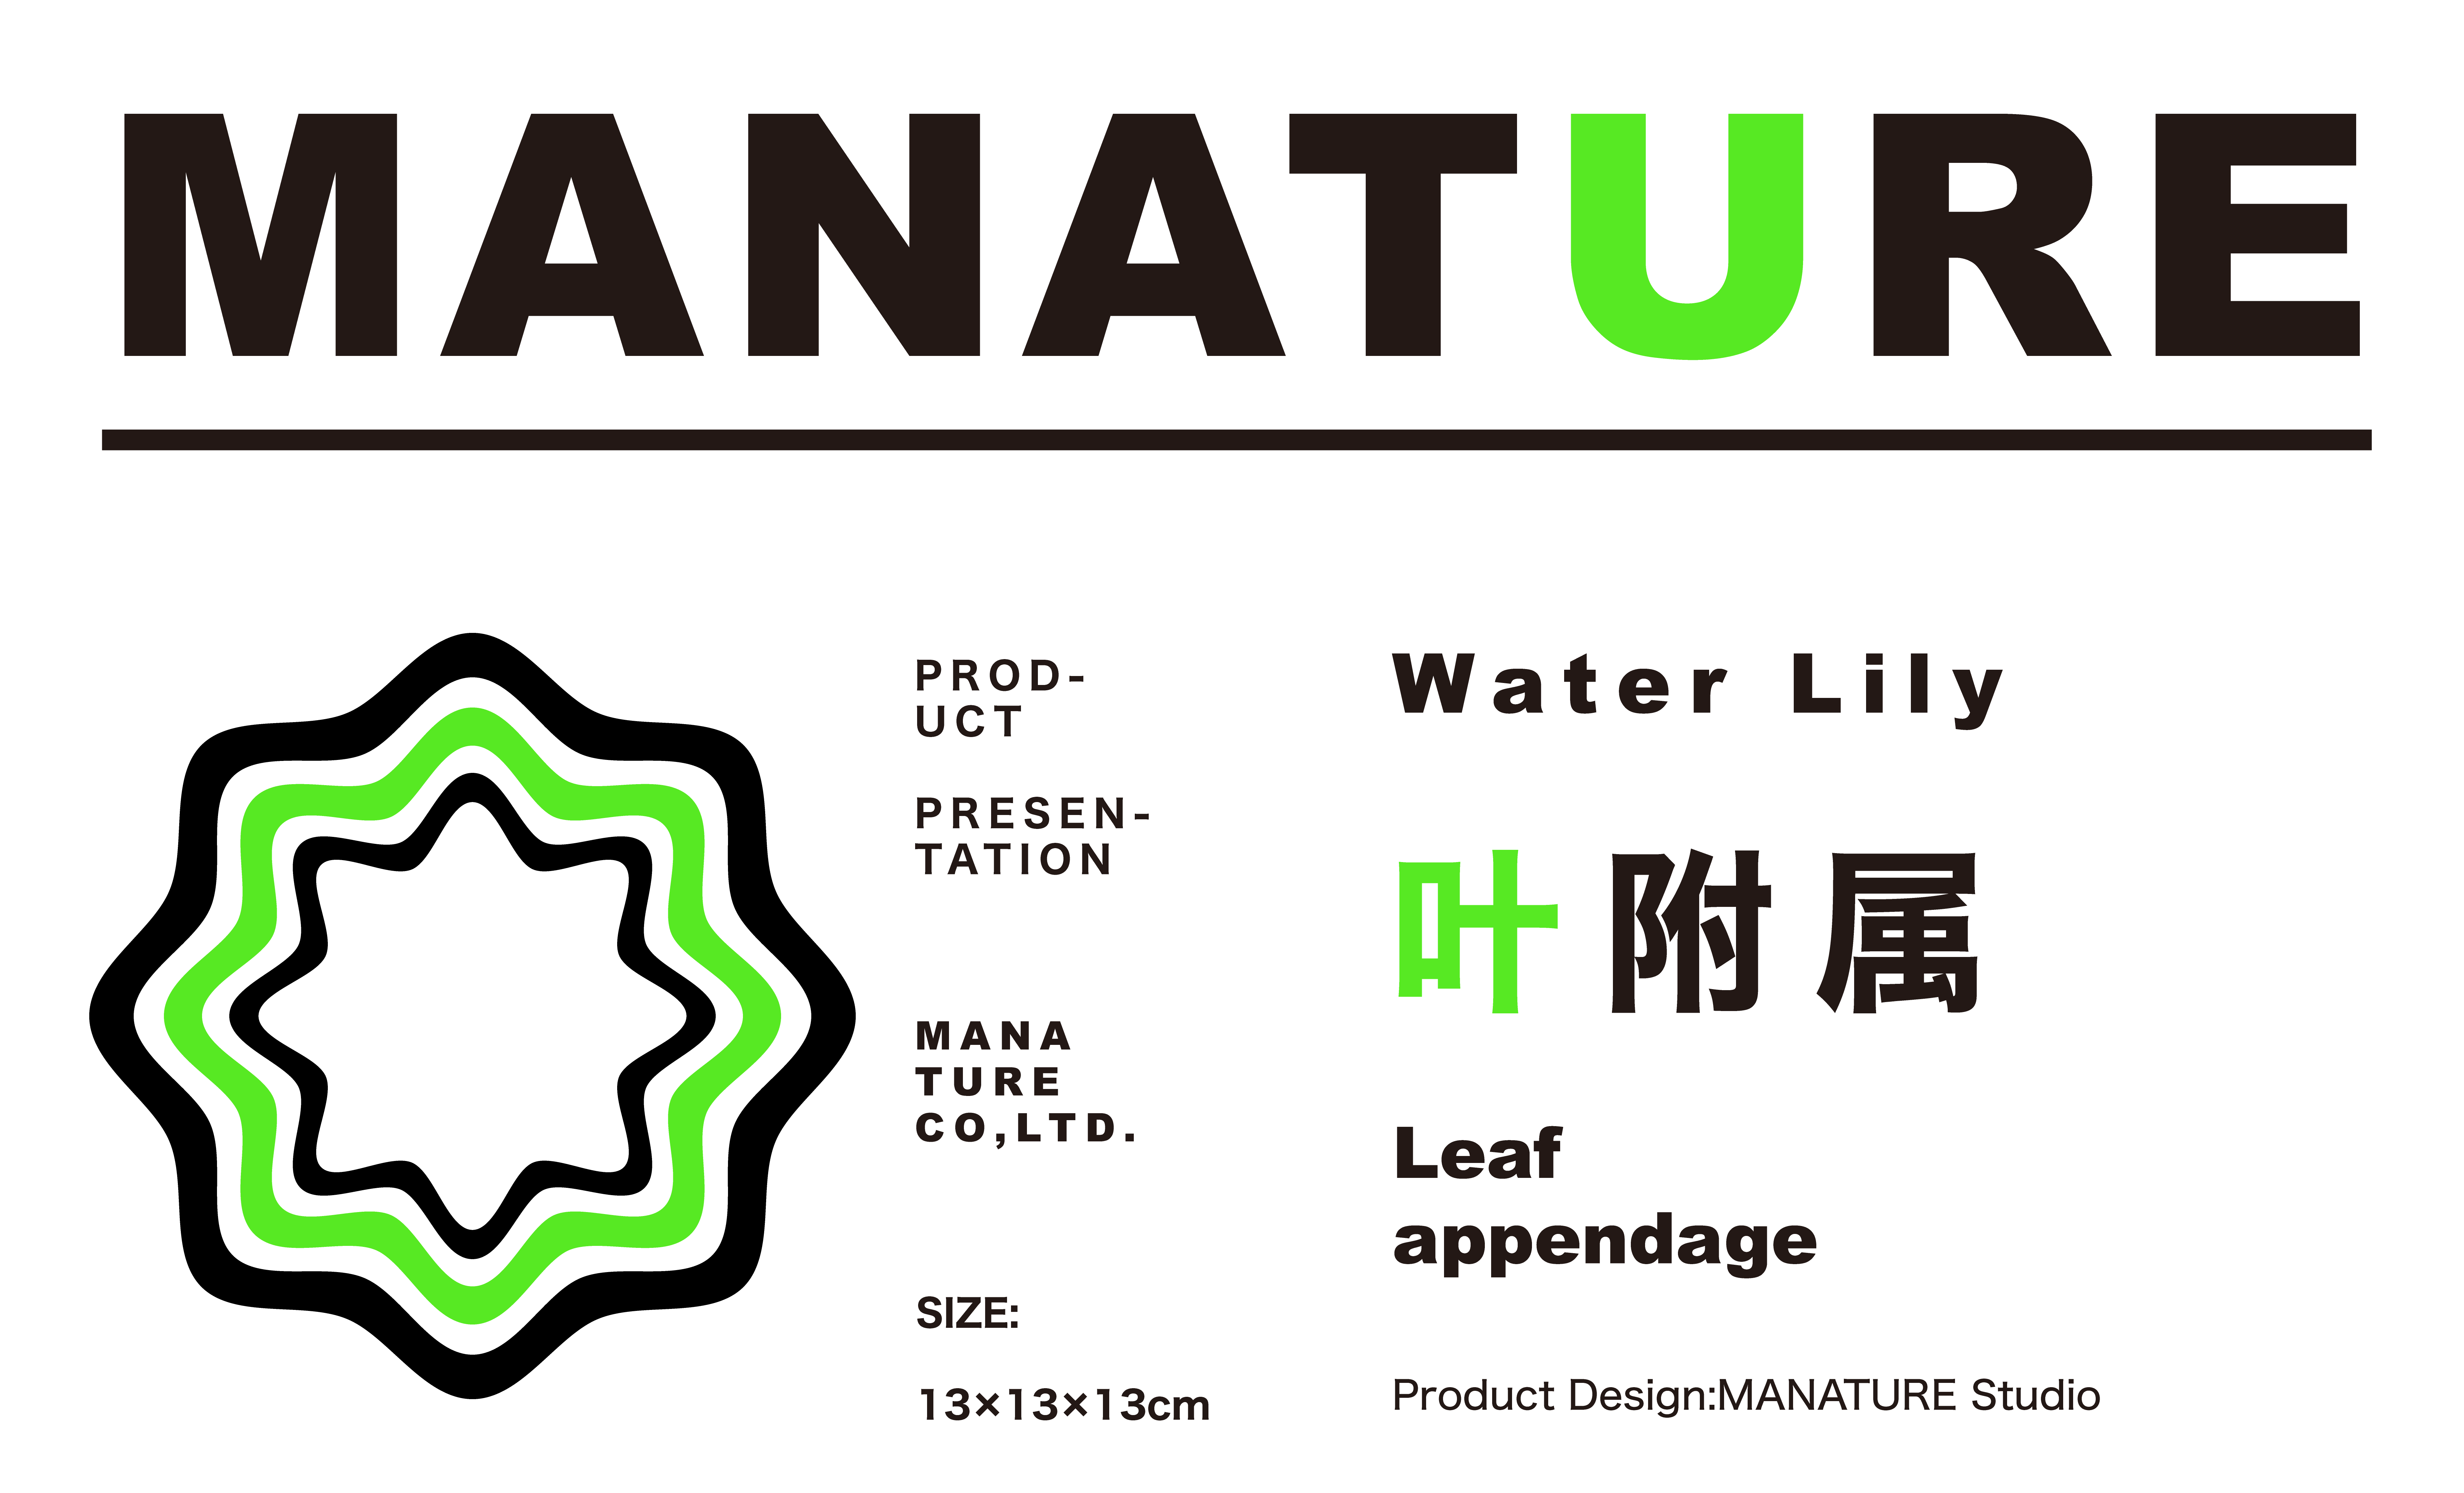 MANATURE
PROD-
UCT
PRESEN-
TATION
MANA
TURE
CO,LTD.
SIZE:
13×13×13cm
Water Lily
叶附属
Leaf
appendage
Product Design:MANATURE Studio